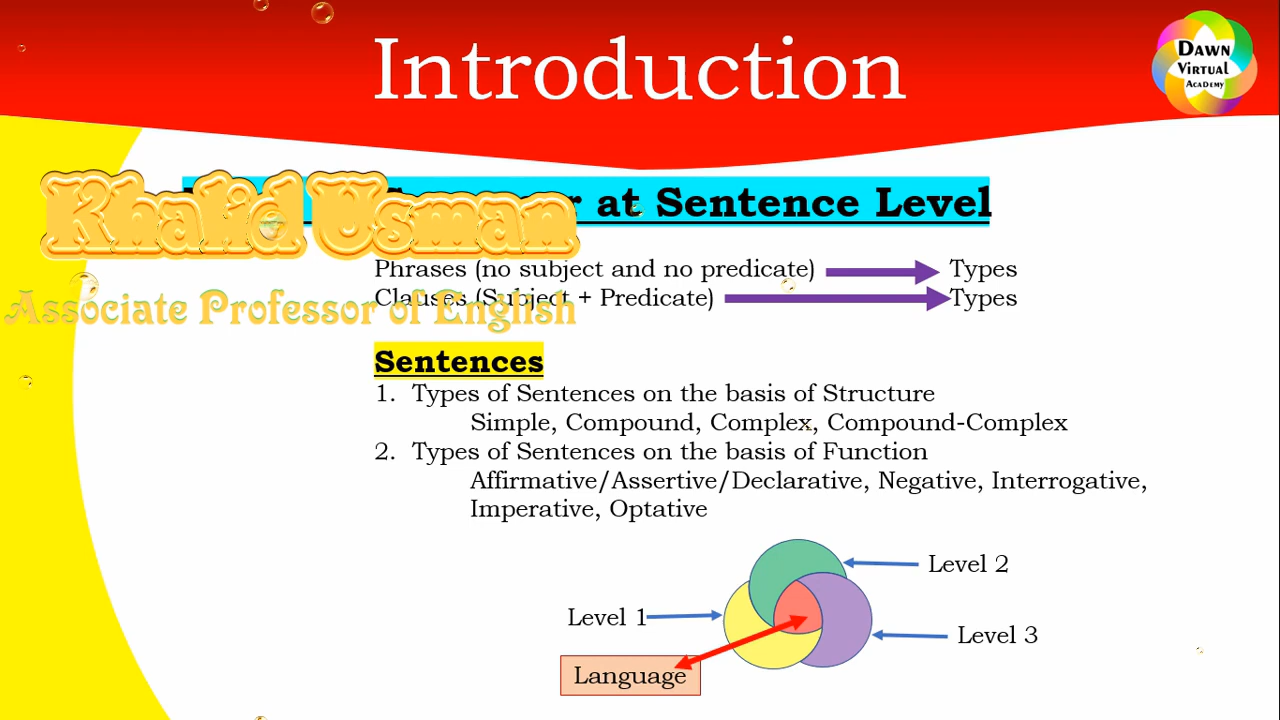 Introduction
DAWN
Virtual
AcaDemy
Khalid Usman
at Sentence Level
Phrases (no subject and no predicate) Types
Clauses (Subject + Predicate) Types
Associate Professor of English
Sentences
1. Types of Sentences on the basis of Structure
Simple, Compound, Complex, Compound-Complex
2. Types of Sentences on the basis of Function
Affirmative/Assertive/Declarative, Negative, Interrogative,
Imperative, Optative
Level 2
Level 1
Level 3
Language